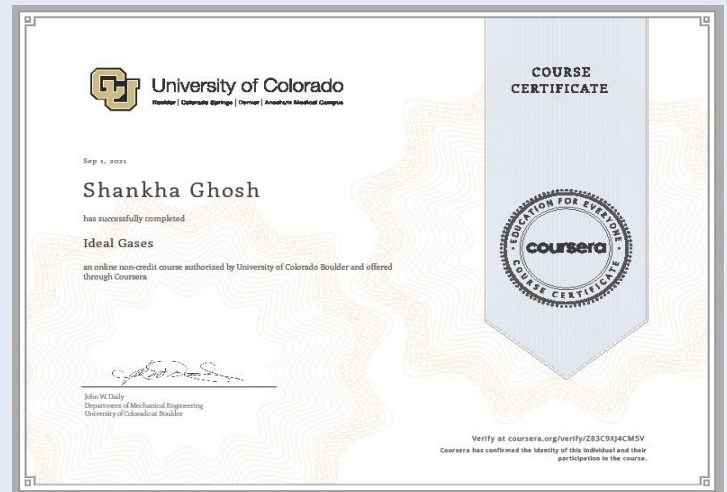 University of Colorado
Boulder | Colorado Springs | Denver | Anschutz Medical Campus
COURSE
CERTIFICATE
Sep 1, 2021
Shankha Ghosh
has successfully completed
Ideal Gases
an online non-credit course authorized by University of Colorado Boulder and offered
through Coursera
EDUCATION FOR EVERYONE
coursera
COURSE CERTIFICATE
John W. Daily
Department of Mechanical Engineering
University of Colorado at Boulder
Verify at coursera.org/verify/Z83C9XJ4CMSV
Coursera has confirmed the identity of this individual and their
participation in the course.